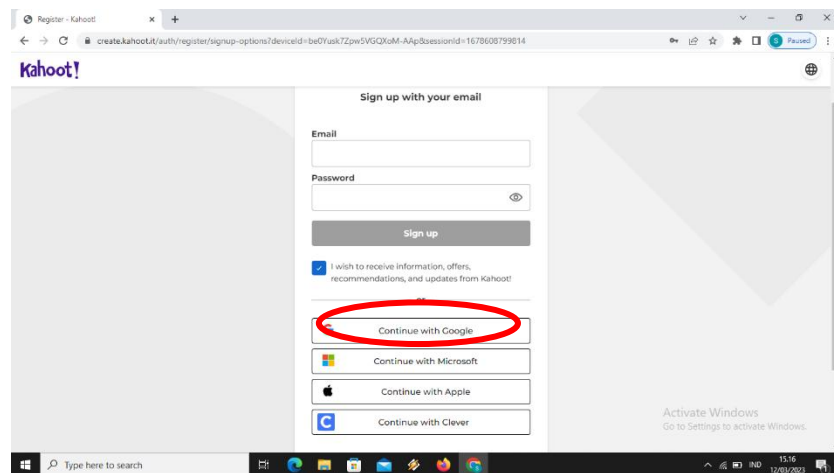 Register - Kahoot!
create.kahoot.it/auth/register/signup-options?deviceId=be0Yusk7Zpw5VGQXoM-AAp&sessionId=1678608799814
S Paused
Kahoot!
Sign up with your email
Email
Password
Sign up
I wish to receive information, offers,
recommendations, and updates from Kahoot!
or
Continue with Google
Continue with Microsoft
Continue with Apple
C Continue with Clever
Activate Windows
Go to Settings to activate Windows.
Type here to search
IND
15.16
12/03/2023